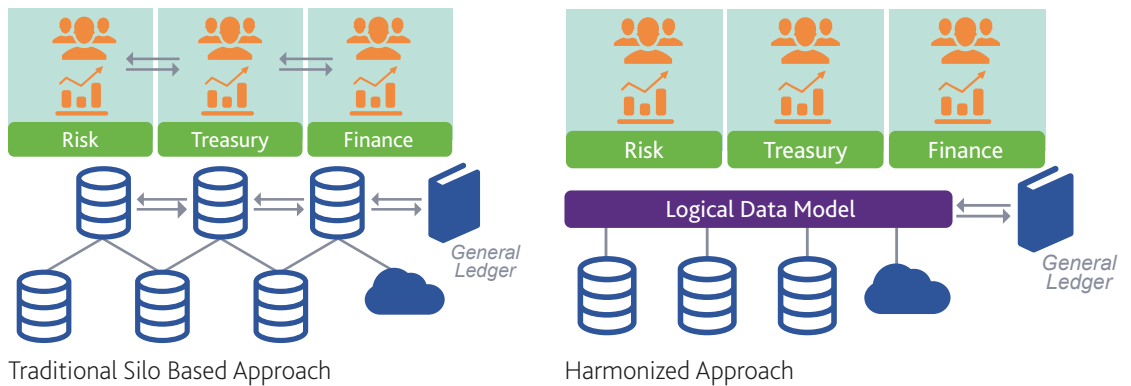 Risk
Treasury
Finance
General
Ledger
Traditional Silo Based Approach
Risk
Treasury
Finance
Logical Data Model
General
Ledger
Harmonized Approach